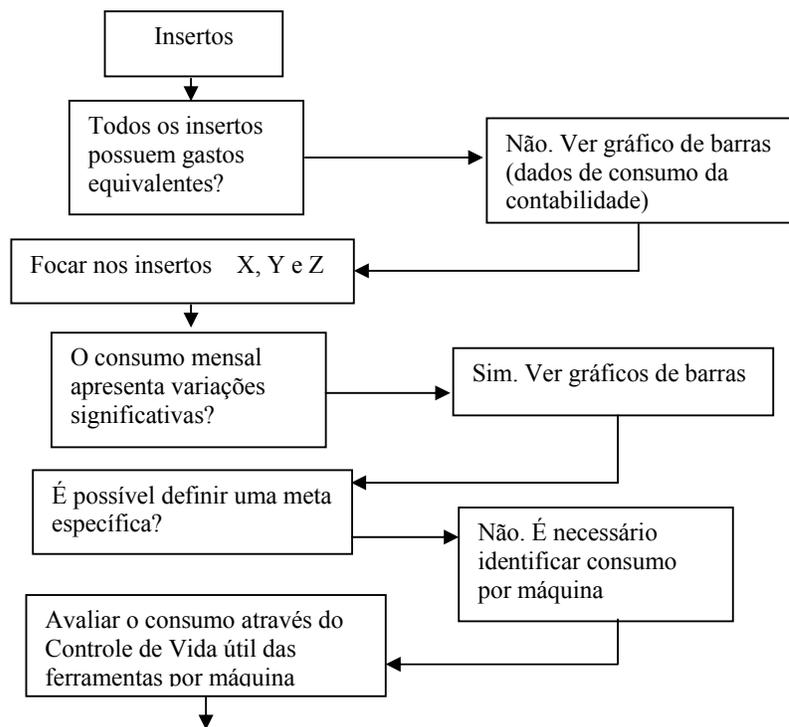 Insertos
Todos os insertos
possuem gastos
equivalentes?
Não. Ver gráfico de barras
(dados de consumo da
contabilidade)
Focar nos insertos X, Y e Z
O consumo mensal
apresenta variações
significativas?
Sim. Ver gráficos de barras
É possível definir uma meta
específica?
Não. É necessário
identificar consumo
por máquina
Avaliar o consumo através do
Controle de Vida útil das
ferramentas por máquina